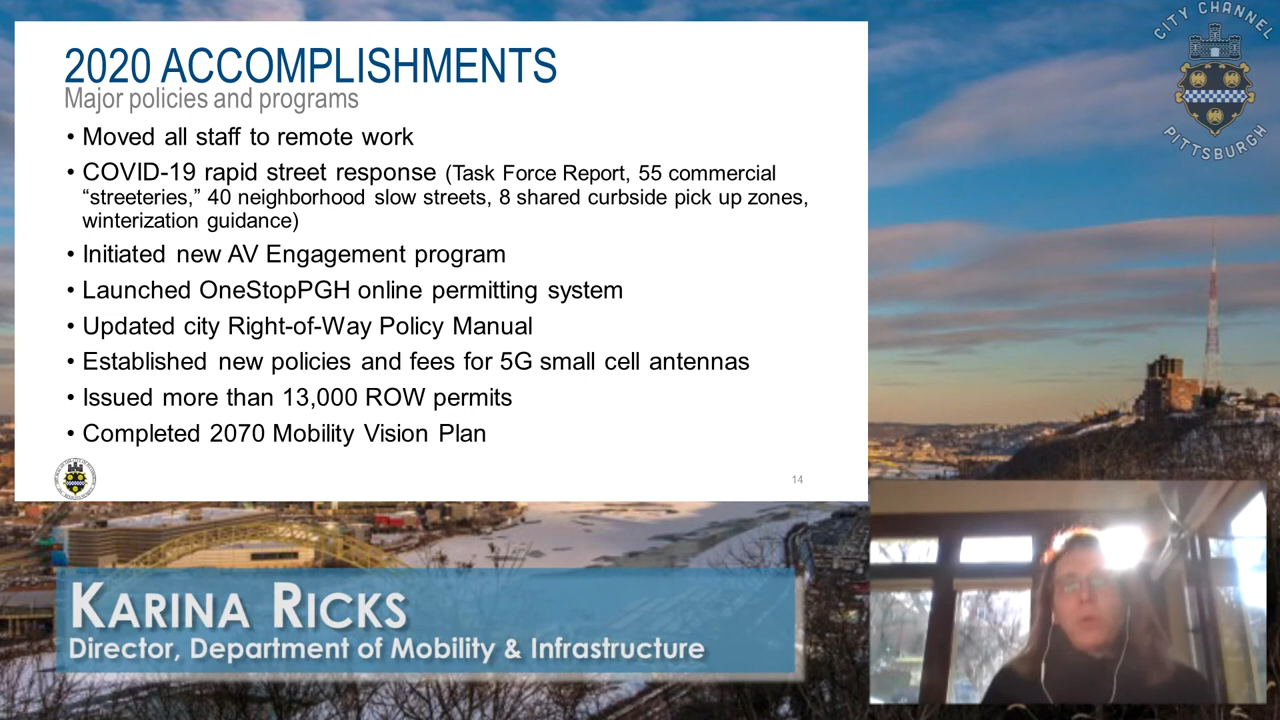 2020 ACCOMPLISHMENTS
Major policies and programs
• Moved all staff to remote work
• COVID-19 rapid street response (Task Force Report, 55 commercial
“streeteries,” 40 neighborhood slow streets, 8 shared curbside pick up zones,
winterization guidance)
• Initiated new AV Engagement program
• Launched OneStopPGH online permitting system
• Updated city Right-of-Way Policy Manual
• Established new policies and fees for 5G small cell antennas
• Issued more than 13,000 ROW permits
• Completed 2070 Mobility Vision Plan
14
CITY CHANNEL
PITTSBURGH
KARINA RICKS
Director, Department of Mobility & Infrastructure